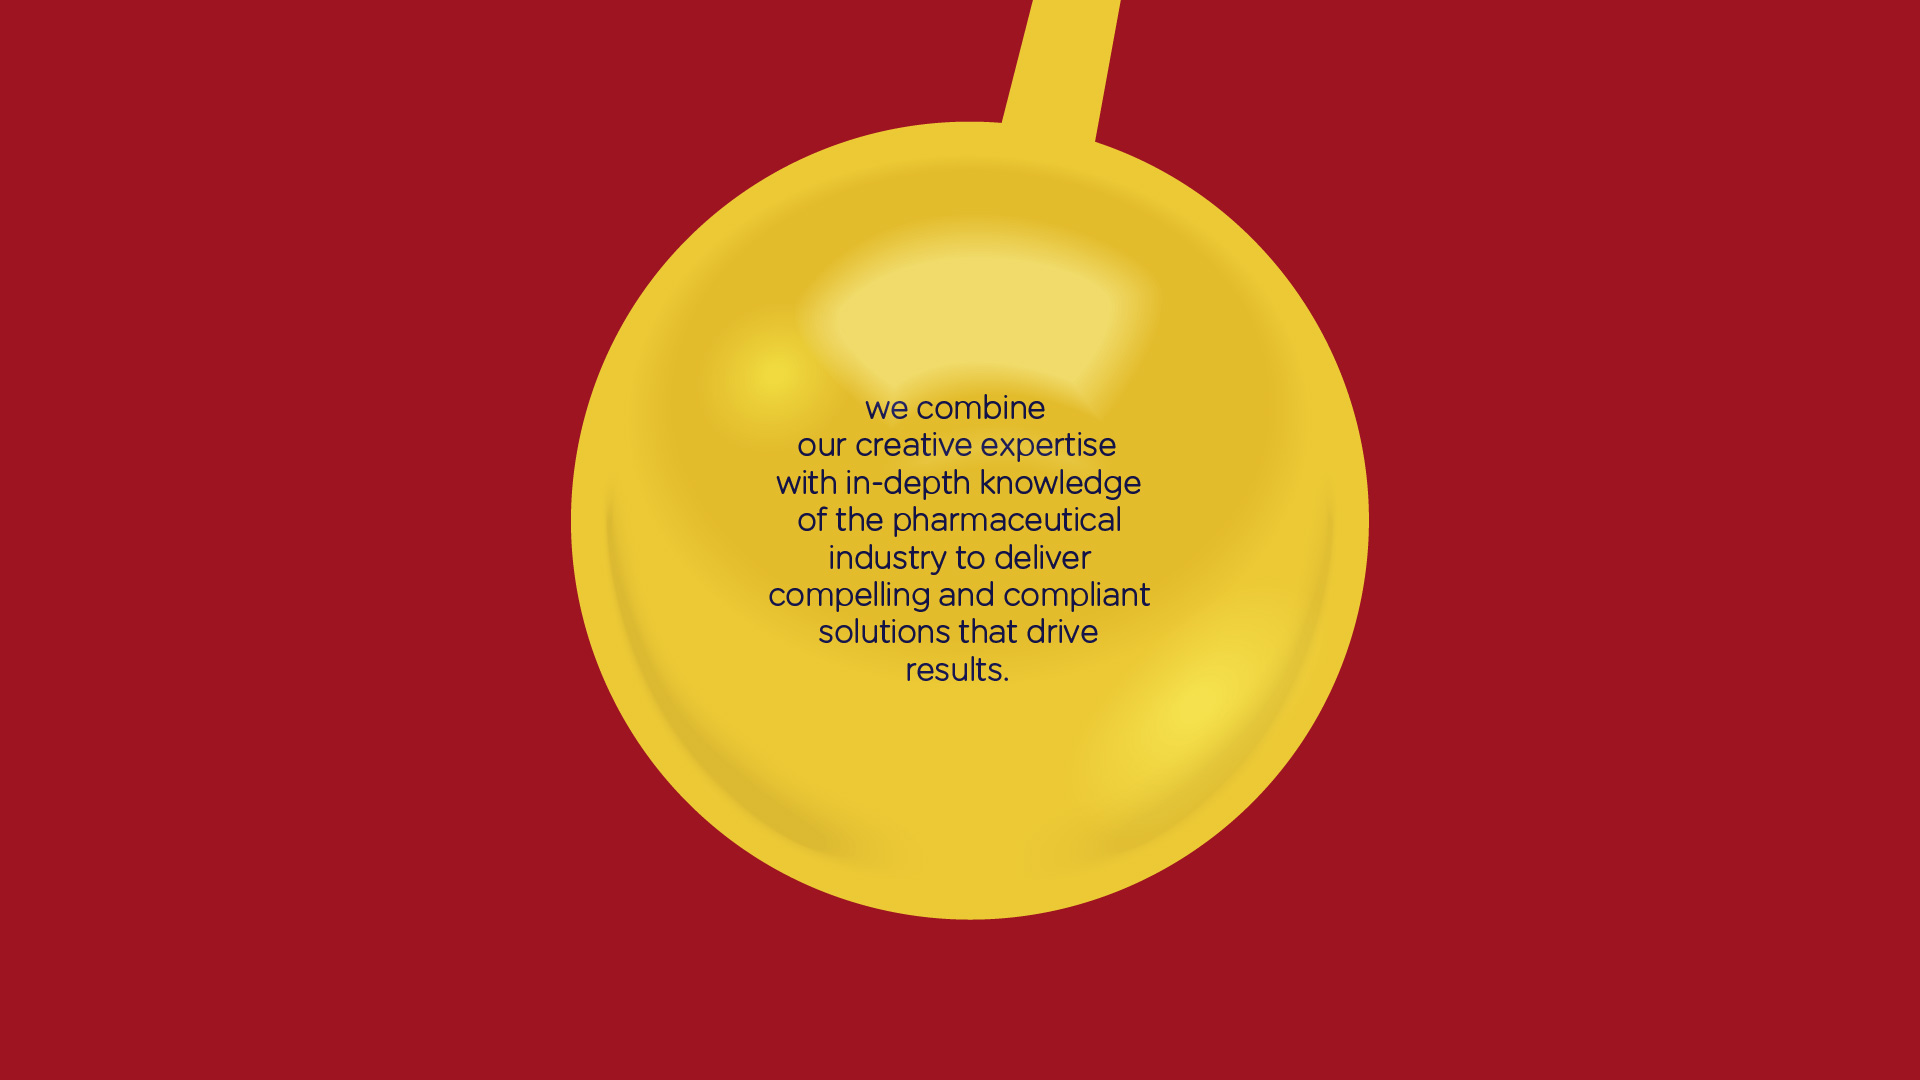 we combine
our creative expertise
with in-depth knowledge
of the pharmaceutical
industry to deliver
compelling and compliant
solutions that drive
results.